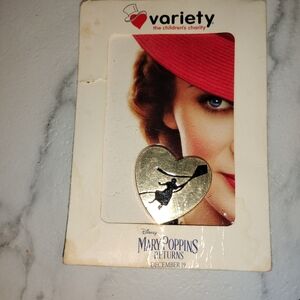 variety
the children's charity
Disney
MARY POPPINS
RETURNS
DECEMBER 19